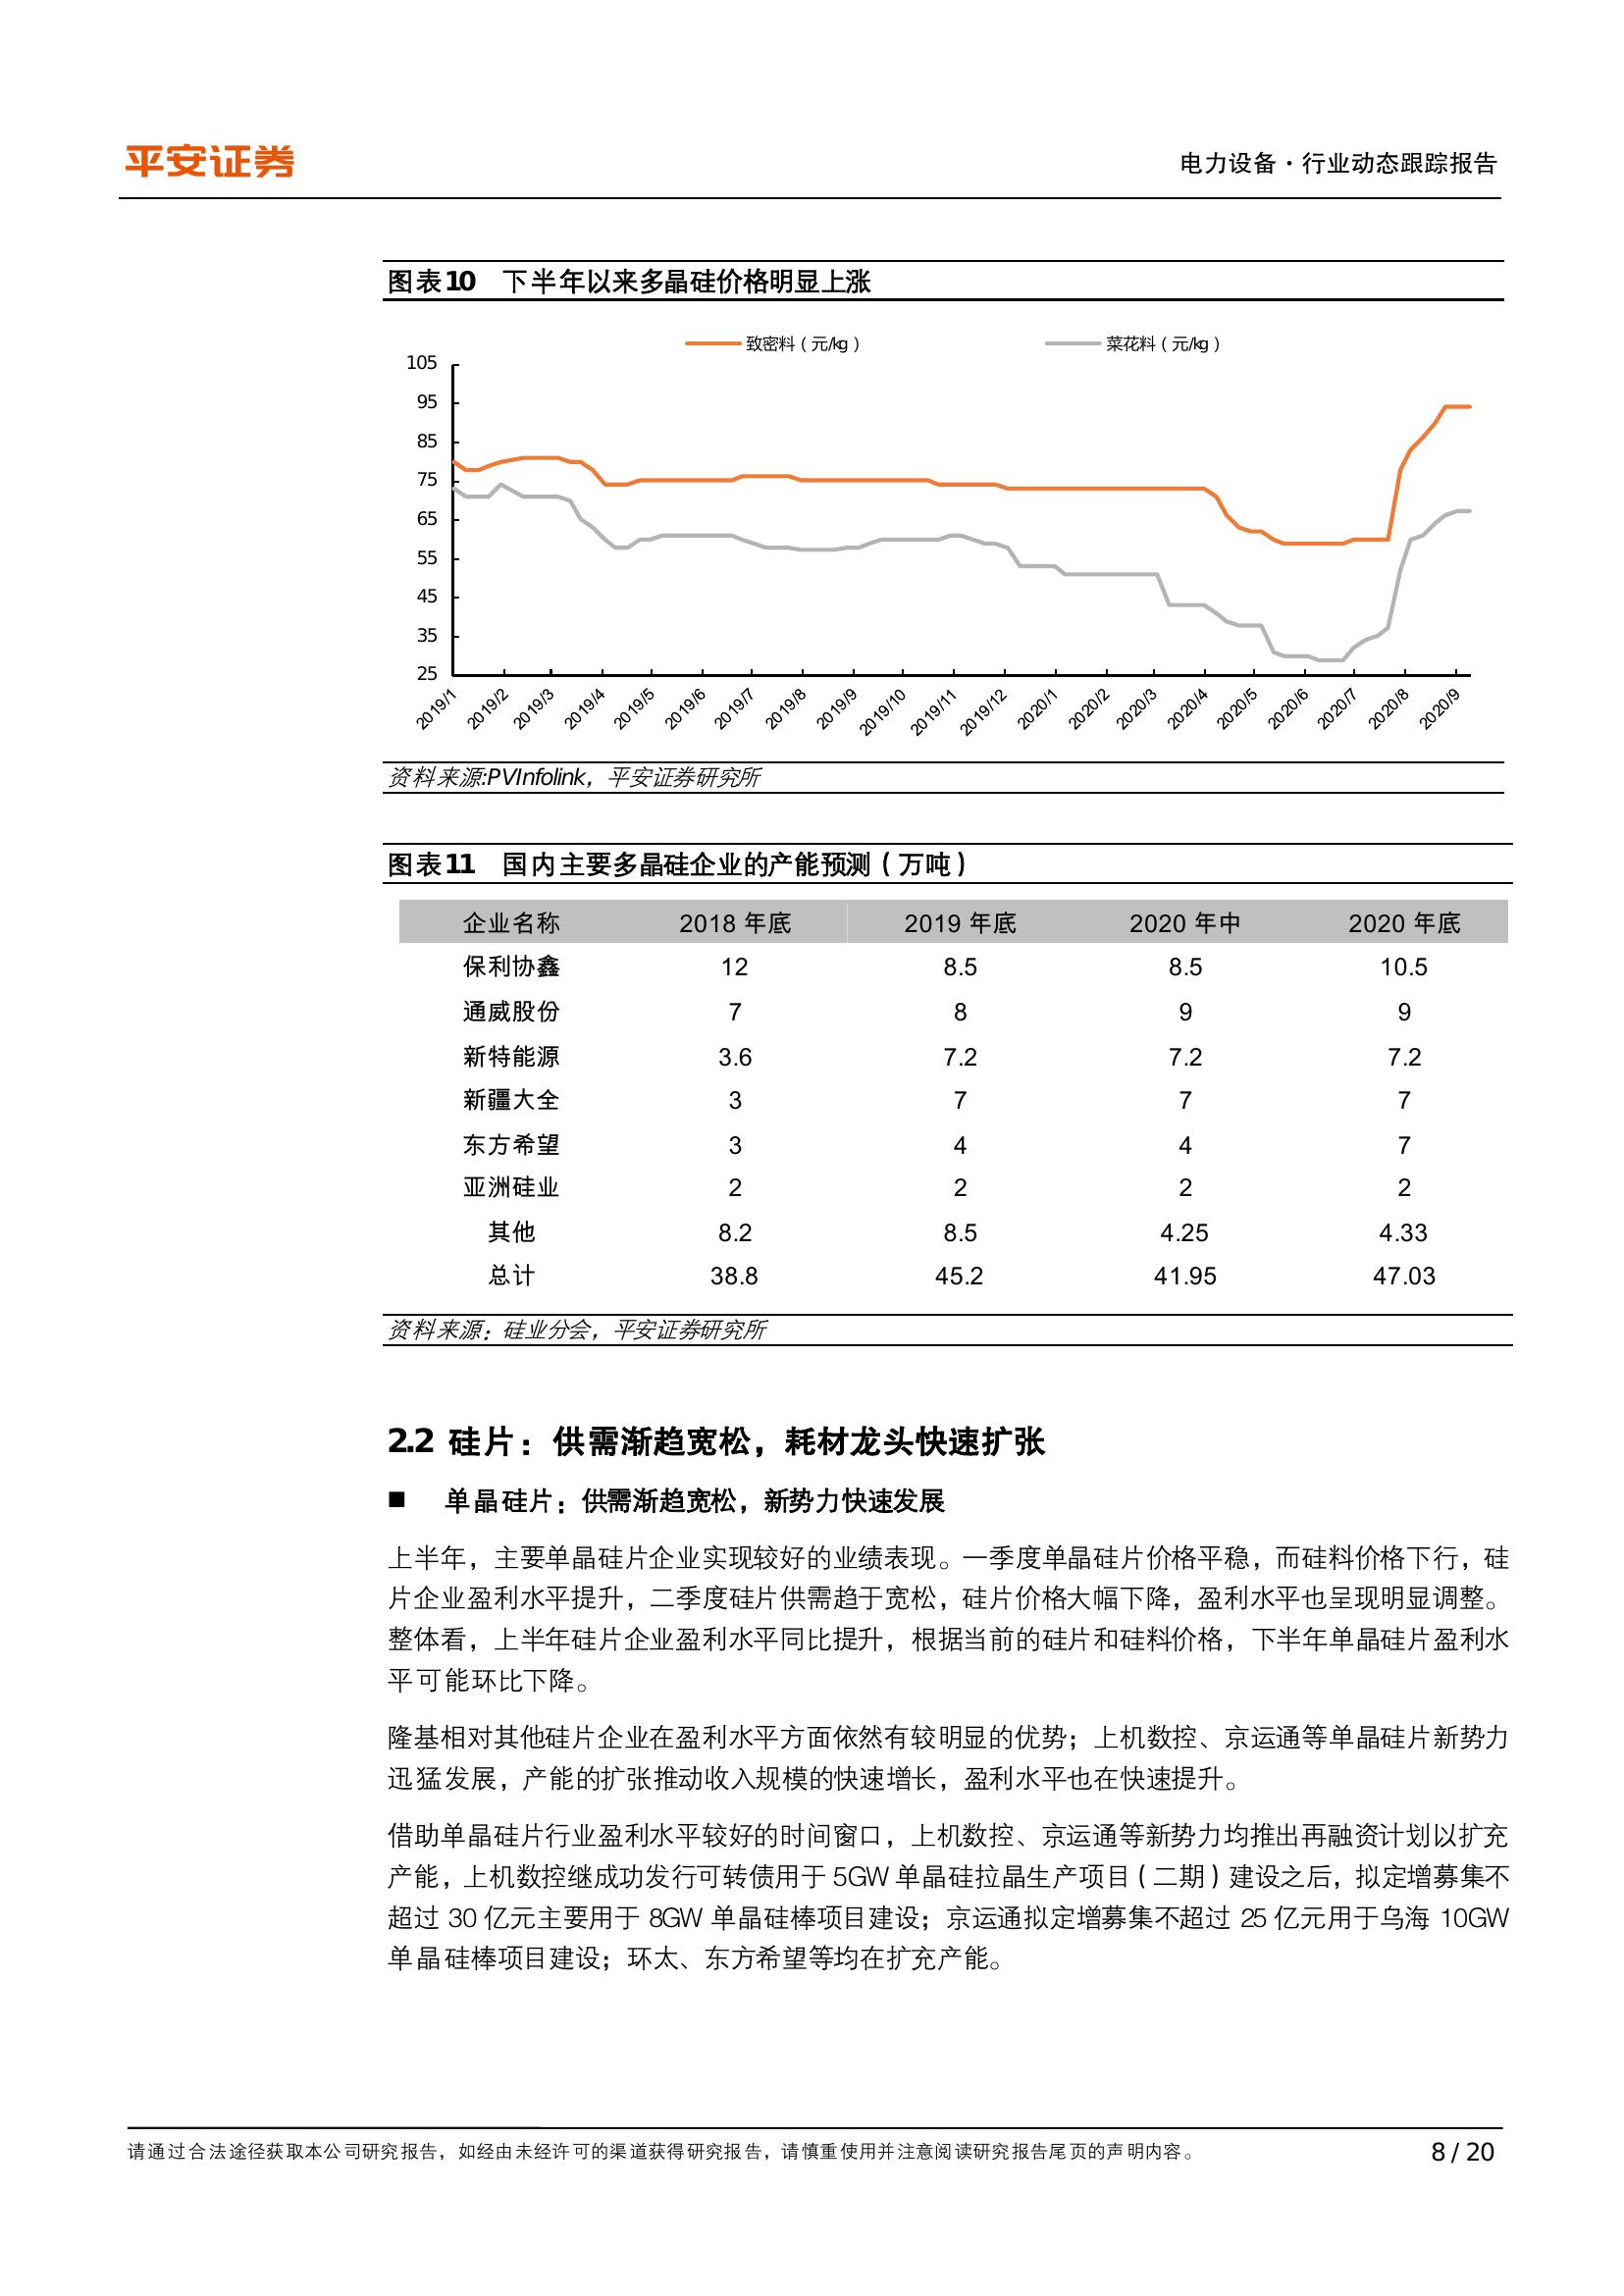 平安证券
电力设备·行业动态跟踪报告
图表10 下半年以来多晶硅价格明显上涨
致密料（元/kg） 菜花料（元/kg）
105
95
85
75
65
55
45
35
25
2019/1 2019/2 2019/3 2019/4 2019/5 2019/6 2019/7 2019/8 2019/9 2019/10 2019/11 2019/12 2020/1 2020/2 2020/3 2020/4 2020/5 2020/6 2020/7 2020/8 2020/9
资料来源:PVInfolink，平安证券研究所
图表11 国内主要多晶硅企业的产能预测（万吨）
企业名称 2018 年底 2019 年底 2020 年中 2020 年底
保利协鑫 12 8.5 8.5 10.5
通威股份 7 8 9 9
新特能源 3.6 7.2 7.2 7.2
新疆大全 3 7 7 7
东方希望 3 4 4 7
亚洲硅业 2 2 2 2
其他 8.2 8.5 4.25 4.33
总计 38.8 45.2 41.95 47.03
资料来源：硅业分会，平安证券研究所
2.2 硅片：供需渐趋宽松，耗材龙头快速扩张
■ 单晶硅片：供需渐趋宽松，新势力快速发展
上半年，主要单晶硅片企业实现较好的业绩表现。一季度单晶硅片价格平稳，而硅料价格下行，硅
片企业盈利水平提升，二季度硅片供需趋于宽松，硅片价格大幅下降，盈利水平也呈现明显调整。
整体看，上半年硅片企业盈利水平同比提升，根据当前的硅片和硅料价格，下半年单晶硅片盈利水
平可能环比下降。
隆基相对其他硅片企业在盈利水平方面依然有较明显的优势；上机数控、京运通等单晶硅片新势力
迅猛发展，产能的扩张推动收入规模的快速增长，盈利水平也在快速提升。
借助单晶硅片行业盈利水平较好的时间窗口，上机数控、京运通等新势力均推出再融资计划以扩充
产能，上机数控继成功发行可转债用于 5GW 单晶硅拉晶生产项目（二期）建设之后，拟定增募集不
超过 30 亿元主要用于 8GW 单晶硅棒项目建设；京运通拟定增募集不超过 25 亿元用于乌海 10GW
单晶硅棒项目建设；环太、东方希望等均在扩充产能。
请通过合法途径获取本公司研究报告，如经由未经许可的渠道获得研究报告，请慎重使用并注意阅读研究报告尾页的声明内容。
8 / 20